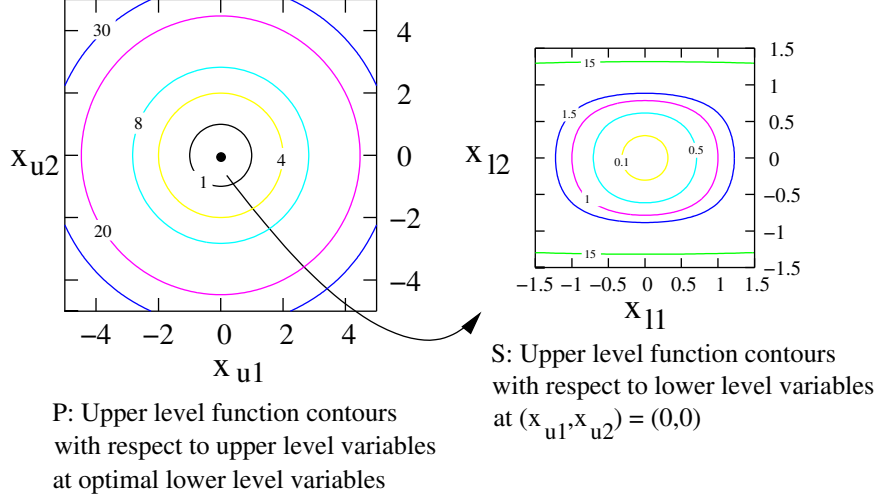 30
8
4
1
20
x u2
4
2
0
−2
−4
−4 −2 0 2 4
x u1
P: Upper level function contours
with respect to upper level variables
at optimal lower level variables
15
1.5
0.5
0.1
1
15
x l2
1.5
1
0.5
0
−0.5
−1
−1.5
−1.5 −1 −0.5 0 0.5 1 1.5
x l1
S: Upper level function contours
with respect to lower level variables
at (x u1,x u2) = (0,0)